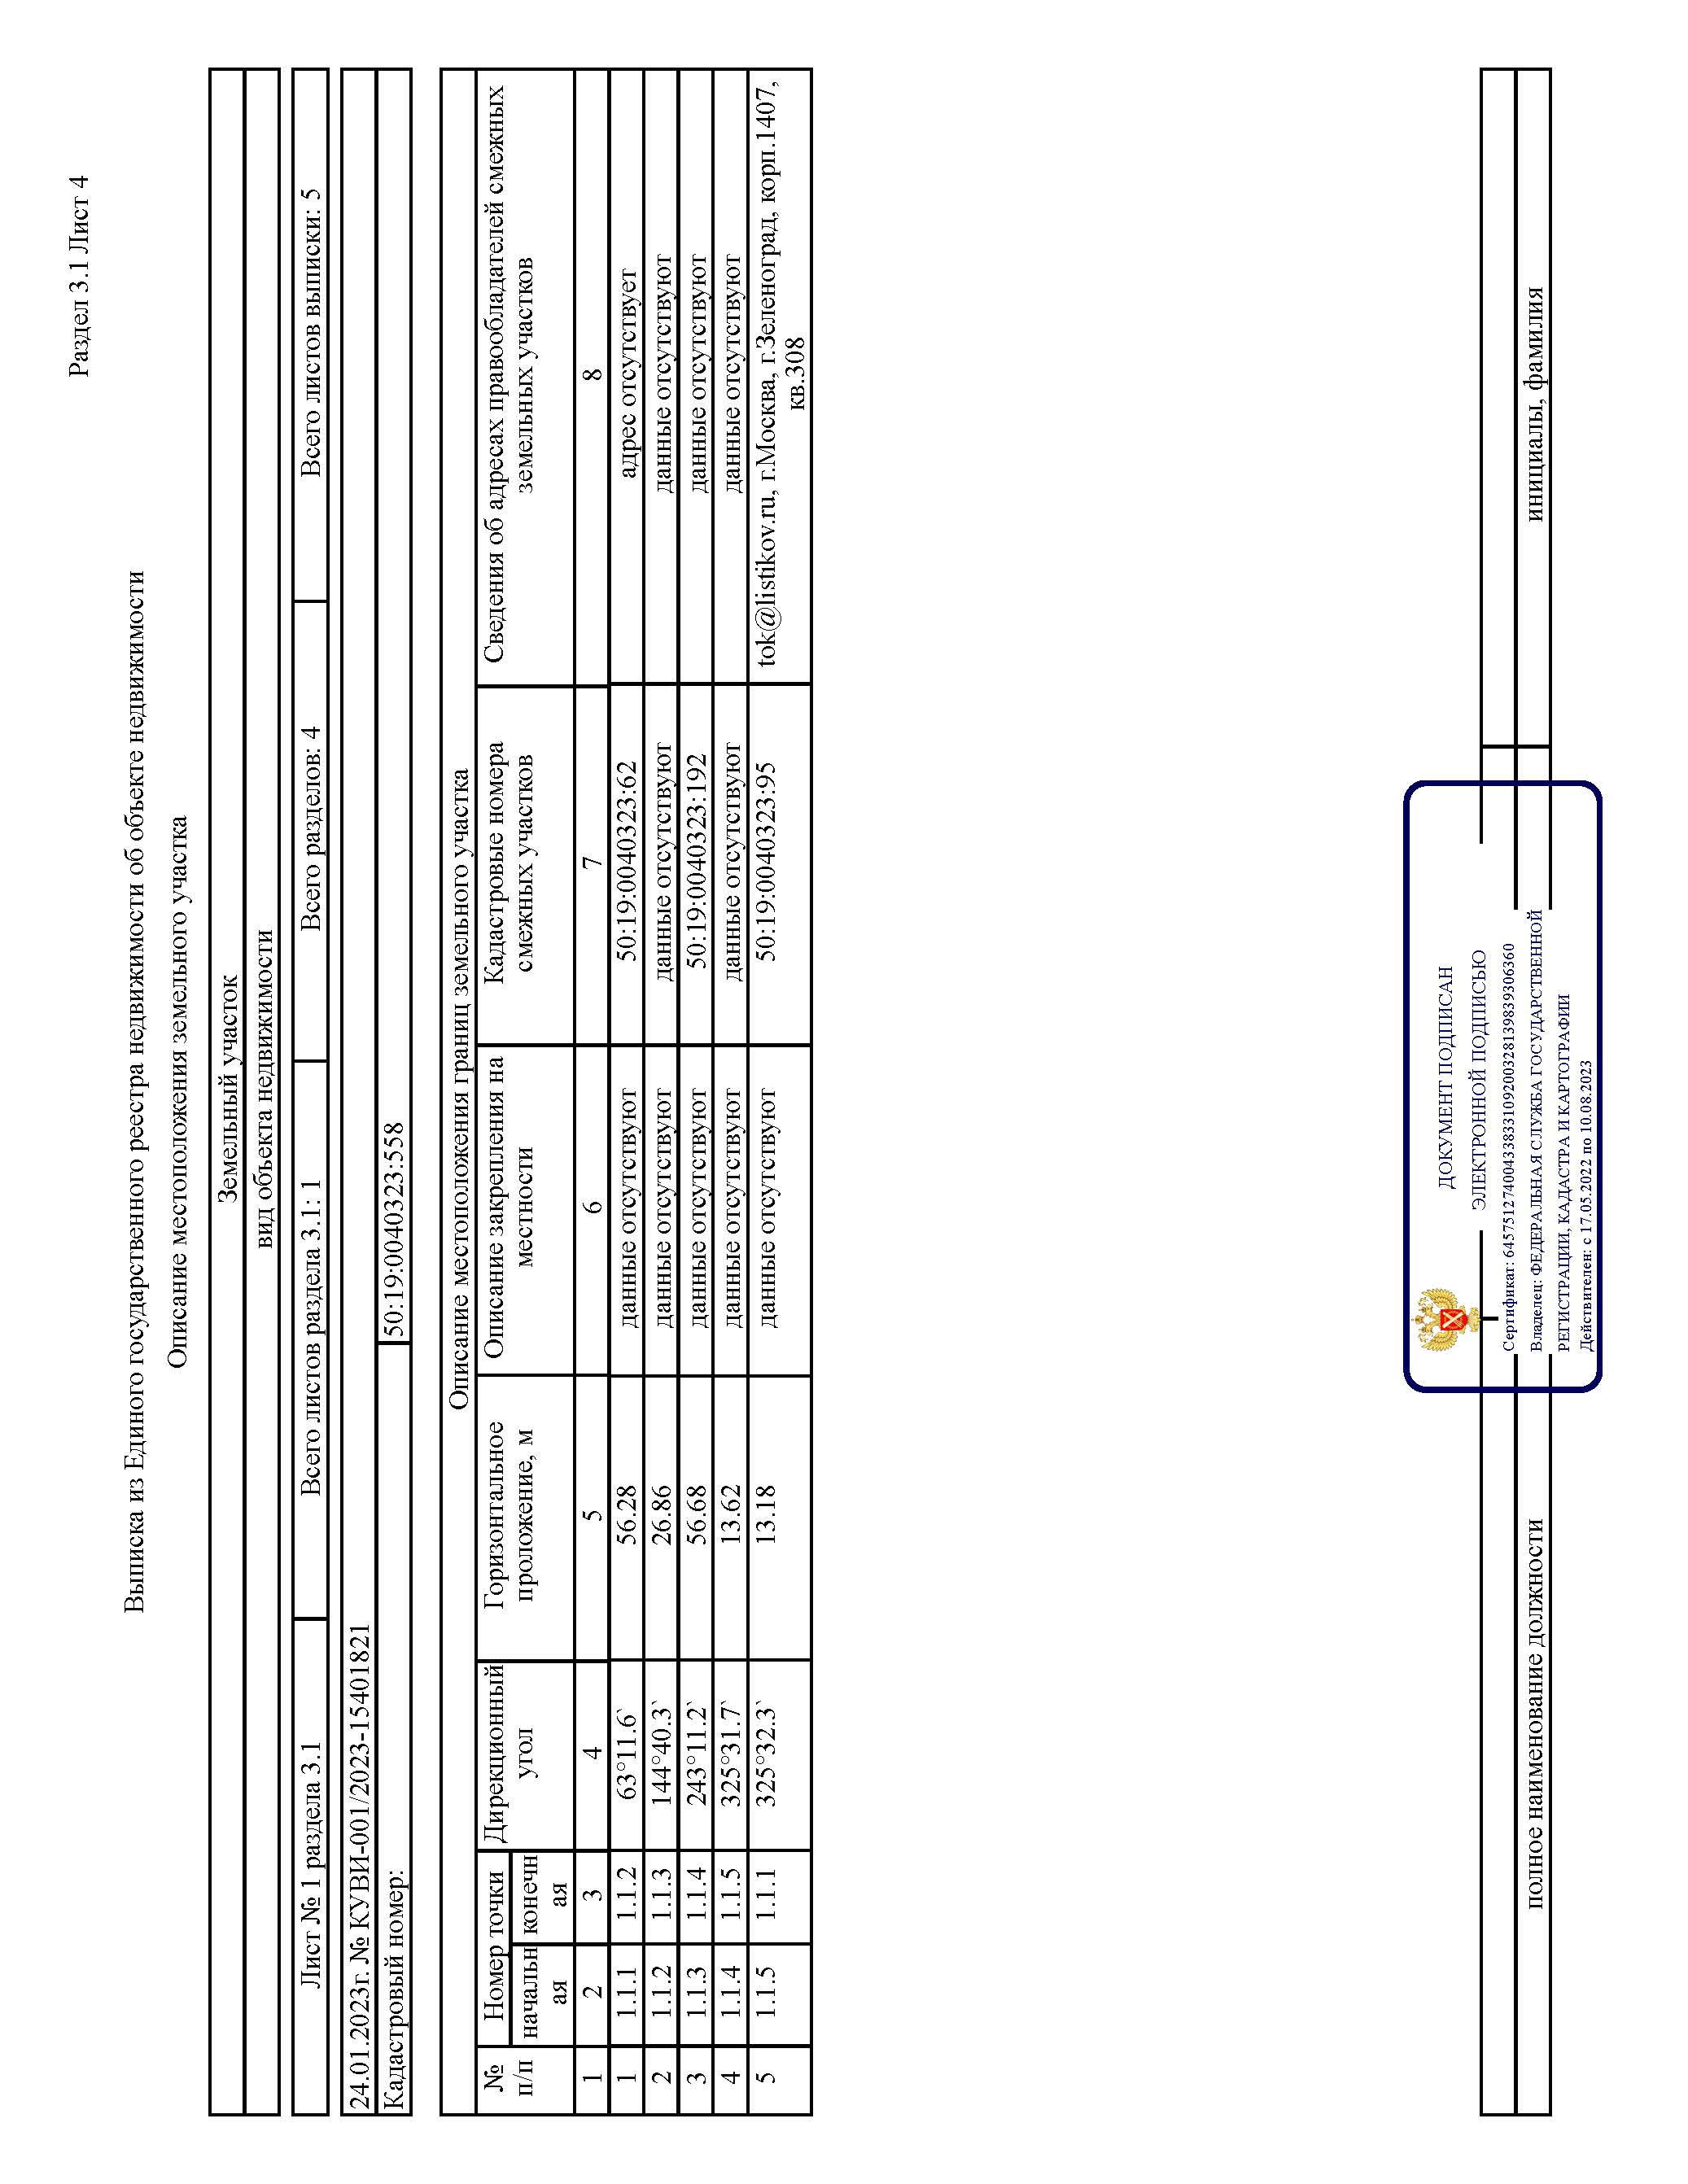 Раздел 3.1 Лист 4
Выписка из Единого государственного реестра недвижимости об объекте недвижимости
Описание местоположения земельного участка
Земельный участок
вид объекта недвижимости
Лист № 1 раздела 3.1 Всего листов раздела 3.1: 1 Всего разделов: 4 Всего листов выписки: 5
24.01.2023г. № КУВИ-001/2023-15401821
Кадастровый номер: 50:19:0040323:558
Описание местоположения границ земельного участка
№ Номер точки Дирекционный Горизонтальное Описание закрепления на Кадастровые номера Сведения об адресах правообладателей смежных
п/п начальн конечн угол проложение, м местности смежных участков земельных участков
ая ая
1 2 3 4 5 6 7 8
1 1.1.1 1.1.2 63°11.6` 56.28 данные отсутствуют 50:19:0040323:62 адрес отсутствует
2 1.1.2 1.1.3 144°40.3` 26.86 данные отсутствуют данные отсутствуют данные отсутствуют
3 1.1.3 1.1.4 243°11.2` 56.68 данные отсутствуют 50:19:0040323:192 данные отсутствуют
4 1.1.4 1.1.5 325°31.7` 13.62 данные отсутствуют данные отсутствуют данные отсутствуют
5 1.1.5 1.1.1 325°32.3` 13.18 данные отсутствуют 50:19:0040323:95 tok@listikov.ru, г.Москва, г.Зеленоград, корп.1407,
кв.308
ДОКУМЕНТ ПОДПИСАН
ЭЛЕКТРОННОЙ ПОДПИСЬЮ
Сертификат: 64575127400433833109200328139839306360
Владелец: ФЕДЕРАЛЬНАЯ СЛУЖБА ГОСУДАРСТВЕННОЙ
РЕГИСТРАЦИИ, КАДАСТРА И КАРТОГРАФИИ
Действителен: с 17.05.2022 по 10.08.2023
полное наименование должности инициалы, фамилия